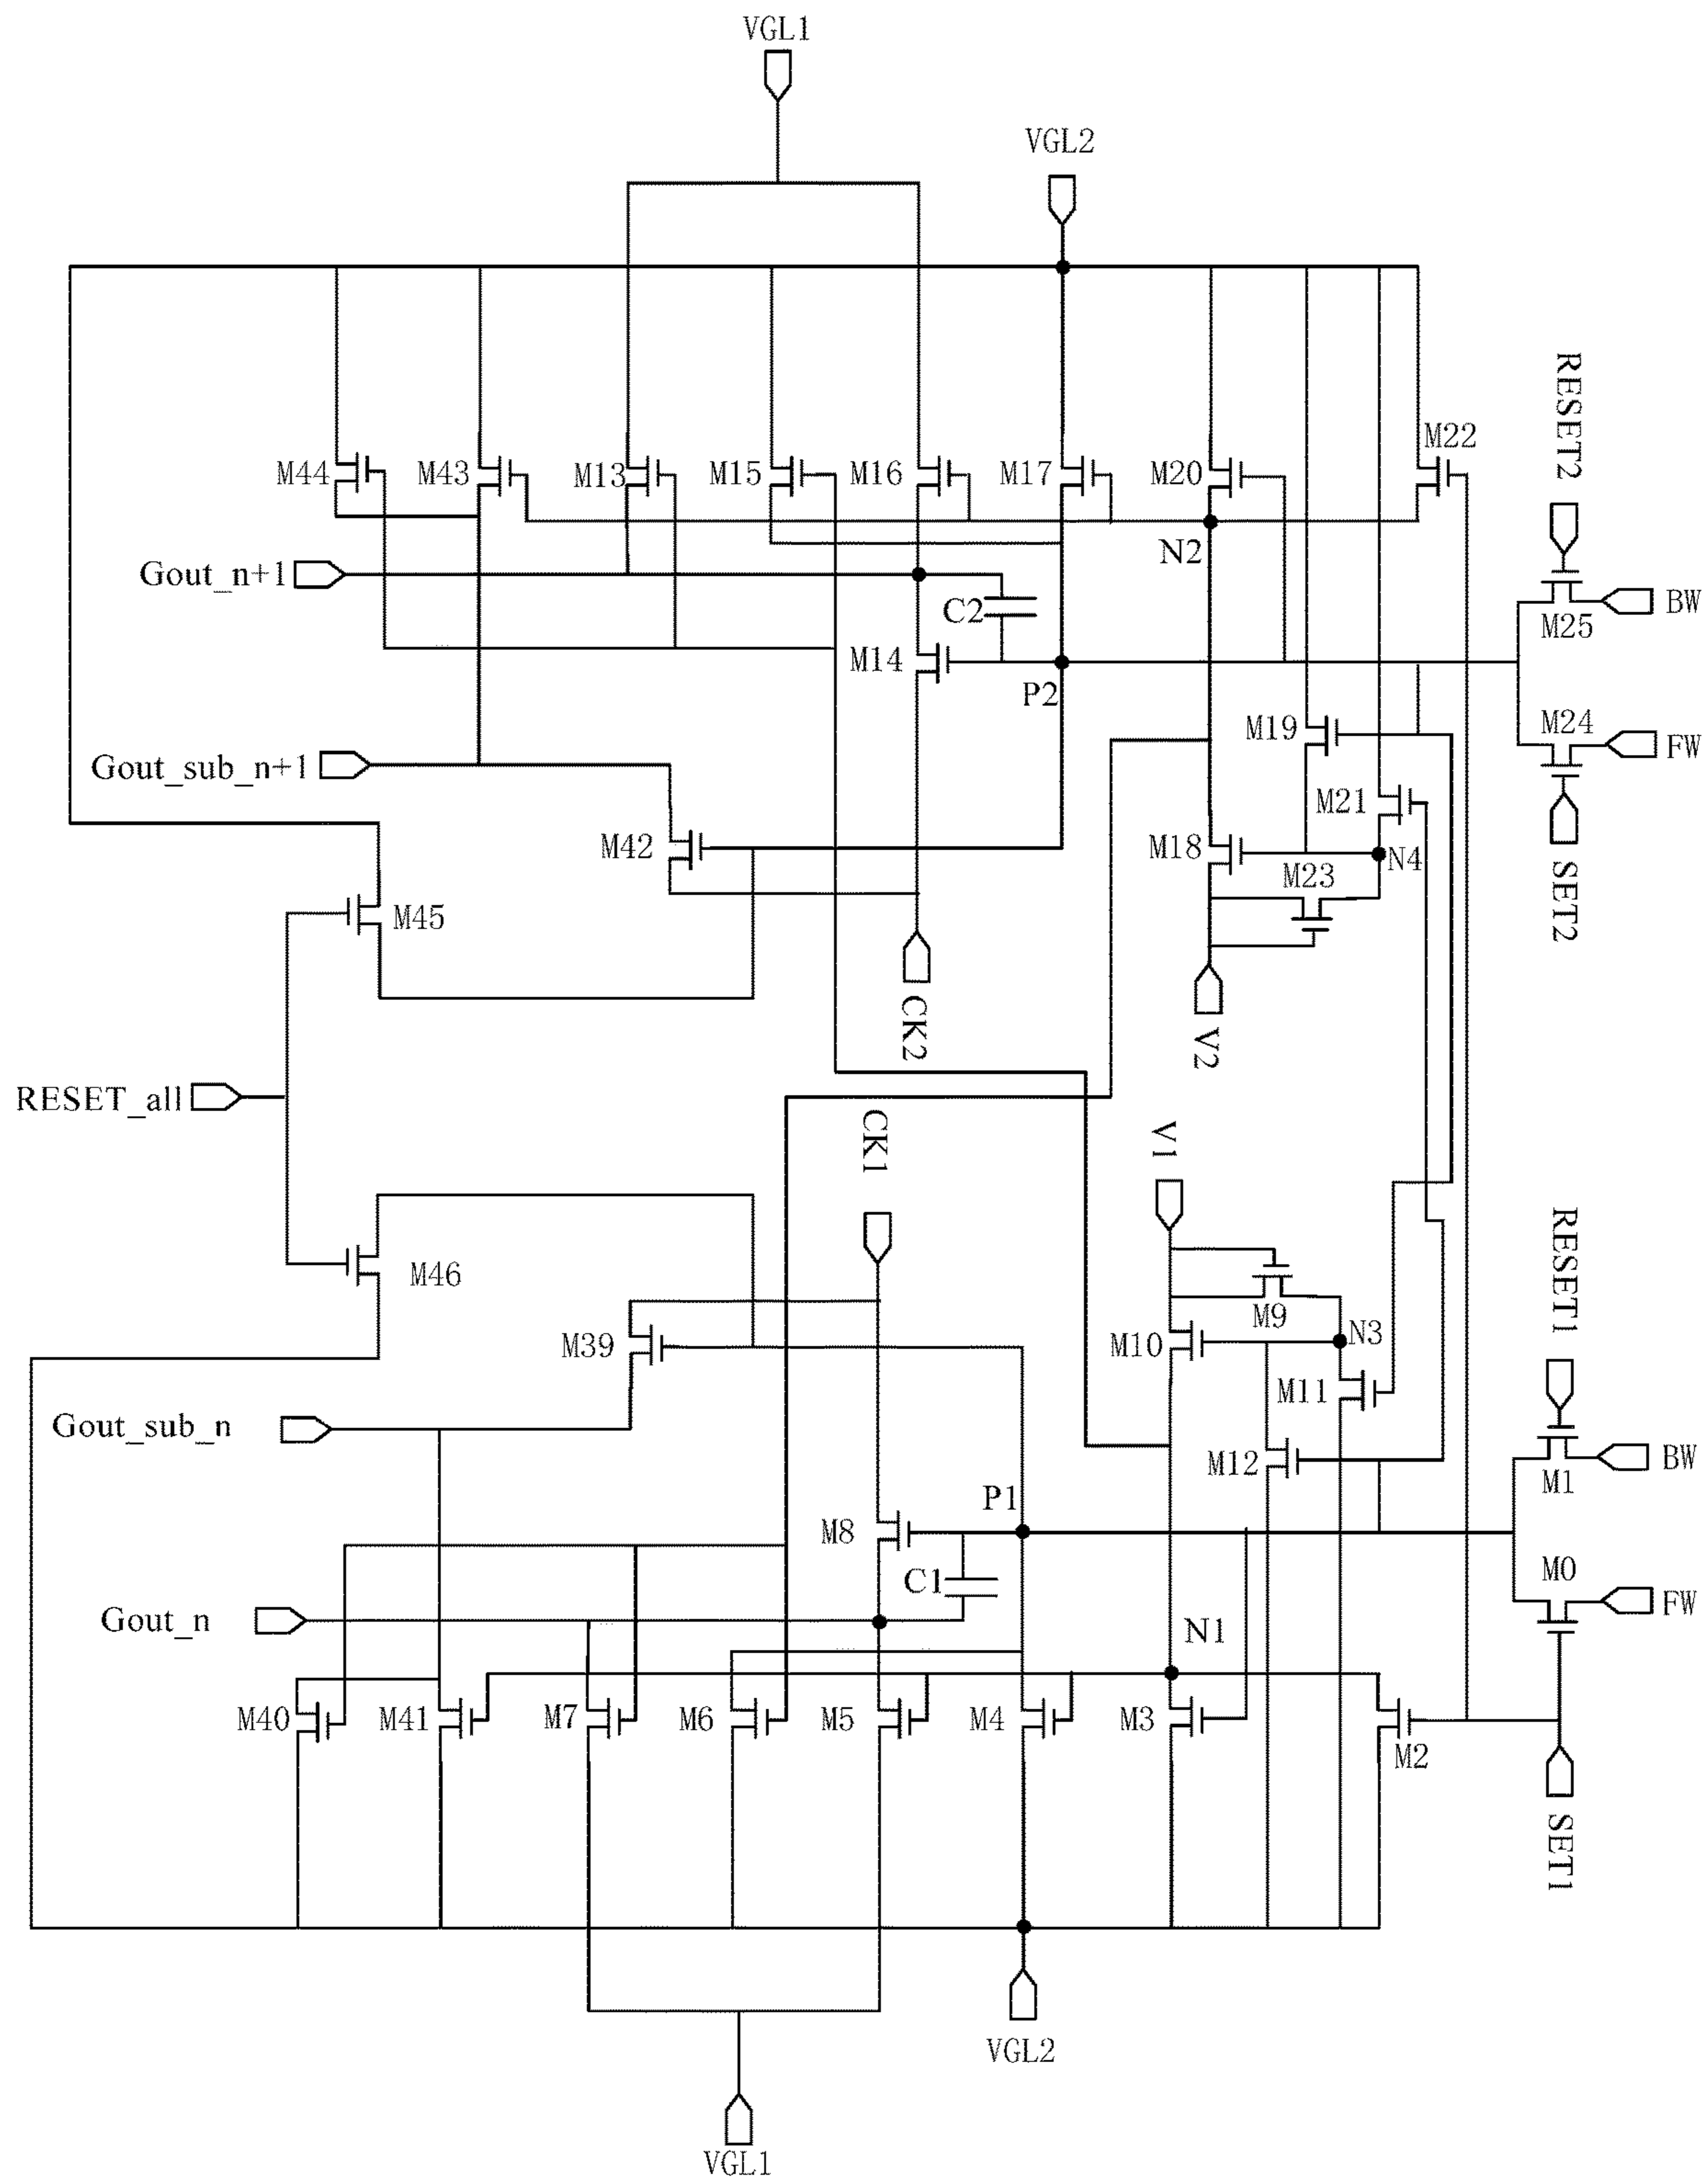 VGL1
VGL2
RESET2
M22
M44
M43
M13
M15
M16
M17
M20
N2
Gout_n+1
C2
BW
M25
M14
P2
M24
M19
FW
Gout_sub_n+1
M21
M42
M18
N4
M23
SET2
M45
CK2
V2
RESET_all
CK1
V1
RESET1
M46
M9
M39
M10
N3
M11
Gout_sub_n
M12
BW
M1
P1
M8
C1
M0
Gout_n
FW
N1
M40
M41
M7
M6
M5
M4
M3
M2
SET1
VGL2
VGL1